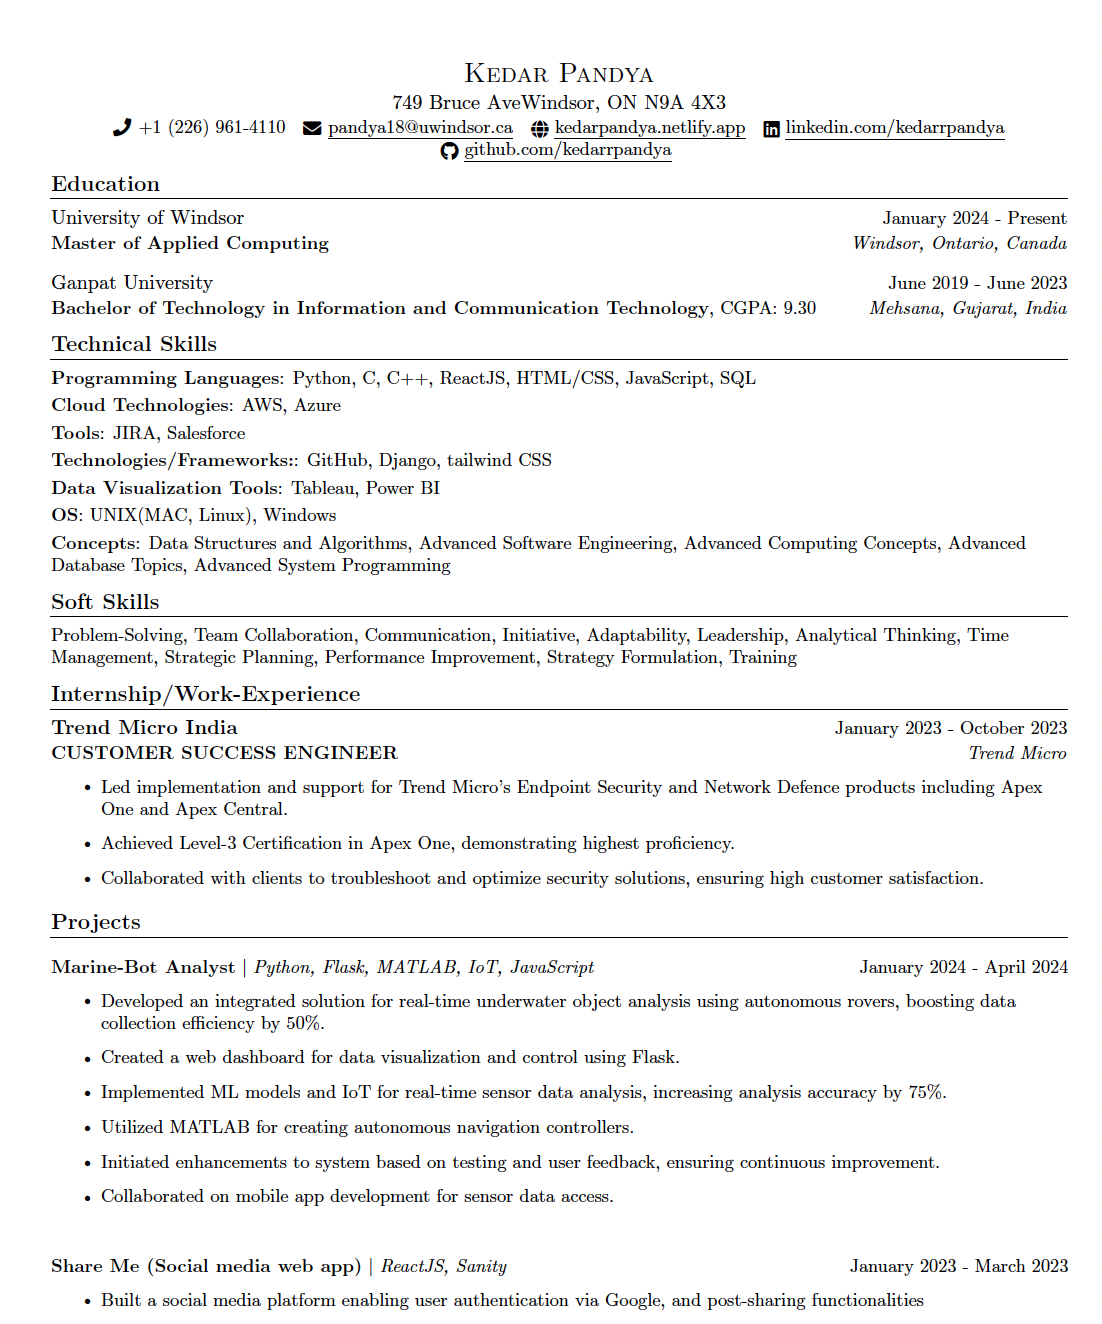 Kedar Pandya
749 Bruce AveWindsor, ON N9A 4X3
+1 (226) 961-4110 pandya18@uwindsor.ca kedarpandya.netlify.app linkedin.com/kedarrpandya
github.com/kedarrpandya
Education
University of Windsor January 2024 - Present
Master of Applied Computing Windsor, Ontario, Canada
Ganpat University June 2019 - June 2023
Bachelor of Technology in Information and Communication Technology, CGPA: 9.30 Mehsana, Gujarat, India
Technical Skills
Programming Languages: Python, C, C++, ReactJS, HTML/CSS, JavaScript, SQL
Cloud Technologies: AWS, Azure
Tools: JIRA, Salesforce
Technologies/Frameworks:: GitHub, Django, tailwind CSS
Data Visualization Tools: Tableau, Power BI
OS: UNIX(MAC, Linux), Windows
Concepts: Data Structures and Algorithms, Advanced Software Engineering, Advanced Computing Concepts, Advanced
Database Topics, Advanced System Programming
Soft Skills
Problem-Solving, Team Collaboration, Communication, Initiative, Adaptability, Leadership, Analytical Thinking, Time
Management, Strategic Planning, Performance Improvement, Strategy Formulation, Training
Internship/Work-Experience
Trend Micro India January 2023 - October 2023
CUSTOMER SUCCESS ENGINEER Trend Micro
• Led implementation and support for Trend Micro's Endpoint Security and Network Defence products including Apex
One and Apex Central.
• Achieved Level-3 Certification in Apex One, demonstrating highest proficiency.
• Collaborated with clients to troubleshoot and optimize security solutions, ensuring high customer satisfaction.
Projects
Marine-Bot Analyst | Python, Flask, MATLAB, IoT, JavaScript January 2024 - April 2024
• Developed an integrated solution for real-time underwater object analysis using autonomous rovers, boosting data
collection efficiency by 50%.
• Created a web dashboard for data visualization and control using Flask.
• Implemented ML models and IoT for real-time sensor data analysis, increasing analysis accuracy by 75%.
• Utilized MATLAB for creating autonomous navigation controllers.
• Initiated enhancements to system based on testing and user feedback, ensuring continuous improvement.
• Collaborated on mobile app development for sensor data access.
Share Me (Social media web app) | ReactJS, Sanity January 2023 - March 2023
• Built a social media platform enabling user authentication via Google, and post-sharing functionalities